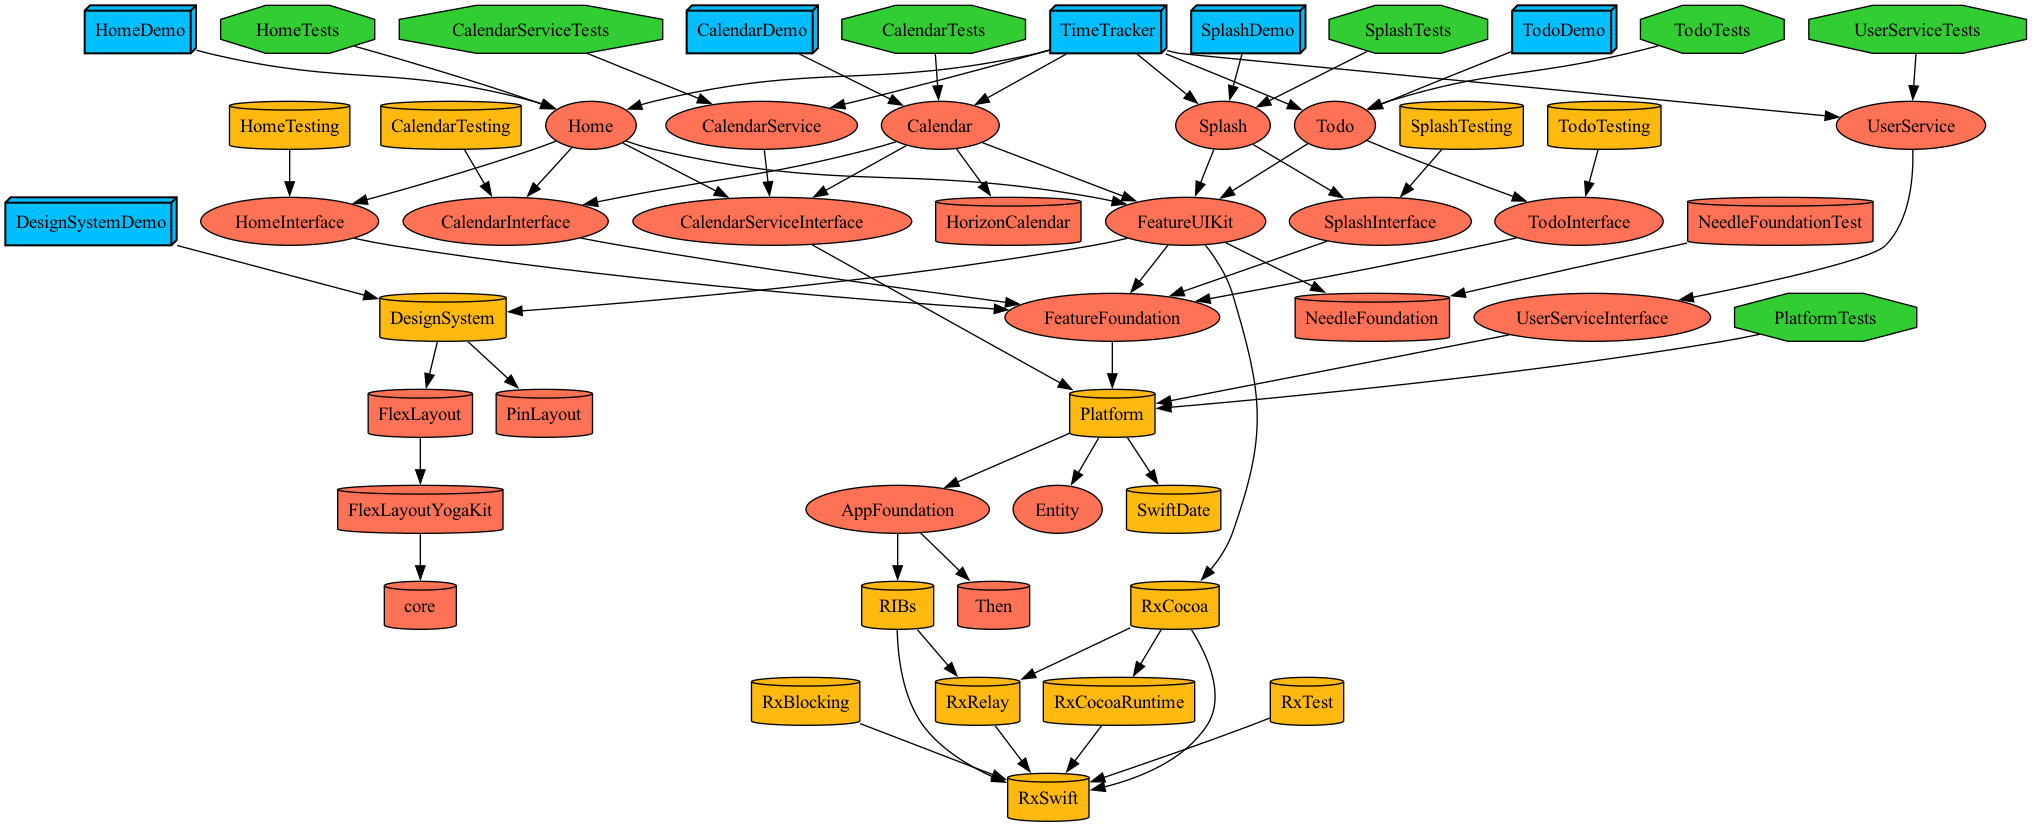 HomeDemo
HomeTests
CalendarServiceTests
CalendarDemo
CalendarTests
TimeTracker
SplashDemo
SplashTests
TodoDemo
TodoTests
UserServiceTests
HomeTesting
CalendarTesting
Home
CalendarService
Calendar
Splash
Todo
SplashTesting
TodoTesting
UserService
DesignSystemDemo
HomeInterface
CalendarInterface
CalendarServiceInterface
HorizonCalendar
FeatureUIKit
SplashInterface
TodoInterface
NeedleFoundationTest
DesignSystem
FeatureFoundation
NeedleFoundation
UserServiceInterface
PlatformTests
FlexLayout
PinLayout
Platform
FlexLayoutYogaKit
AppFoundation
Entity
SwiftDate
core
RIBs
Then
RxCocoa
RxBlocking
RxRelay
RxCocoaRuntime
RxTest
RxSwift